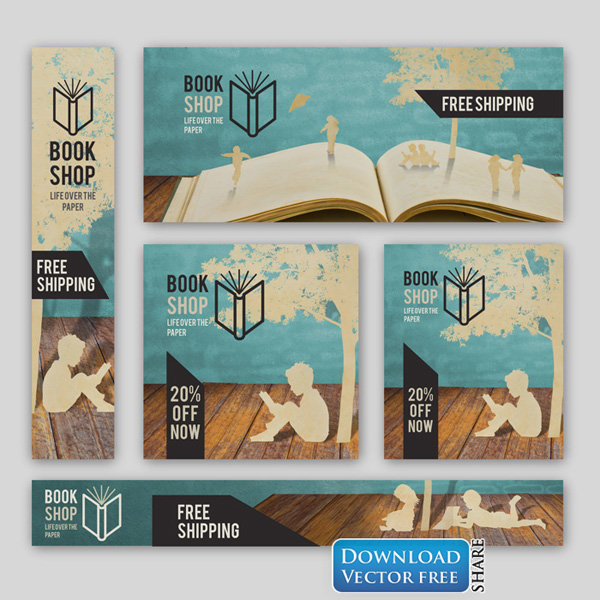 BOOK
SHOP
LIFE OVER THE
PAPER
FREE
SHIPPING
BOOK
SHOP
LIFE OVER THE
PAPER
FREE SHIPPING
BOOK
SHOP
LIFE OVER THE
PAPER
20%
OFF
NOW
BOOK
SHOP
LIFE OVER THE
PAPER
20%
OFF
NOW
BOOK
SHOP
LIFE OVER THE
PAPER
FREE
SHIPPING
DOWNLOAD
VECTOR FREE
SHARE